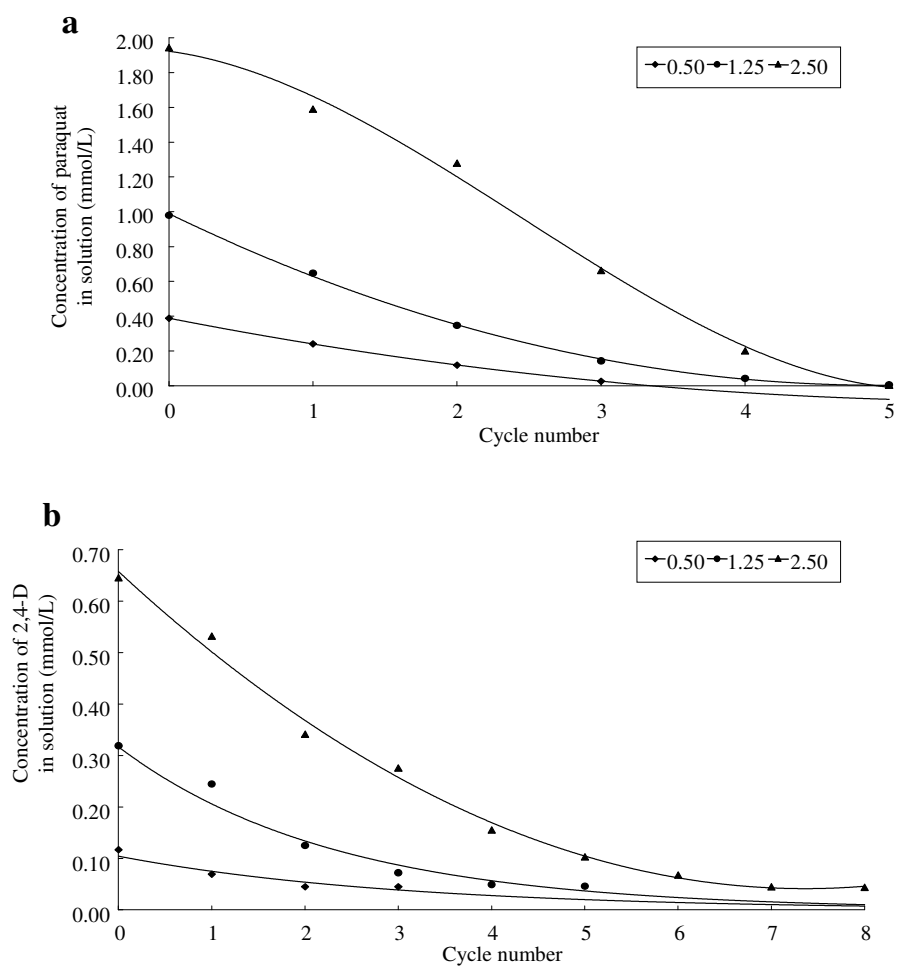 a
2.00
1.80
1.60
1.40
1.20
1.00
0.80
0.60
0.40
0.20
0.00
Concentration of paraquat
in solution (mmol/L)
0.50 1.25 2.50
0 1 2 3 4 5
Cycle number
b
0.70
0.60
0.50
0.40
0.30
0.20
0.10
0.00
Concentration of 2,4-D
in solution (mmol/L)
0.50 1.25 2.50
0 1 2 3 4 5 6 7 8
Cycle number